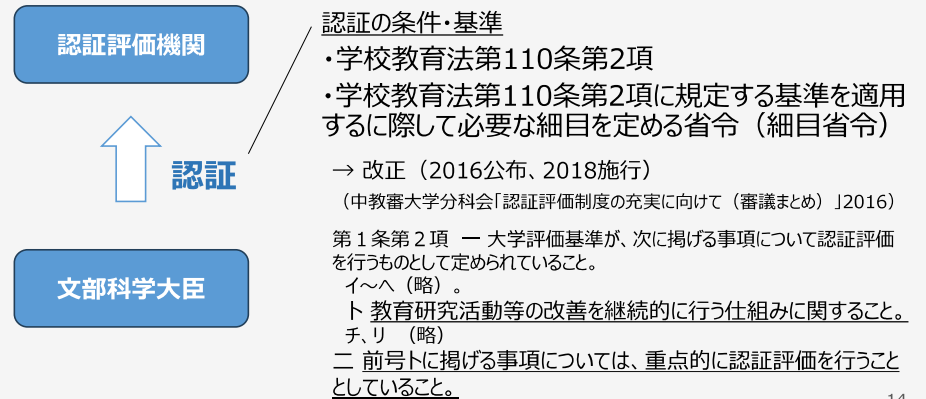 認証評価機関
認証
文部科学大臣
認証の条件・基準
・学校教育法第110条第2項
・学校教育法第110条第2項に規定する基準を適用
するに際して必要な細目を定める省令（細目省令）
→ 改正（2016公布、2018施行）
（中教審大学分科会「認証評価制度の充実に向けて（審議まとめ）」2016）
第１条第２項 一 大学評価基準が、次に掲げる事項について認証評価
を行うものとして定められていること。
イ～ヘ（略）。
ト 教育研究活動等の改善を継続的に行う仕組みに関すること。
チ、リ （略）
二 前号トに掲げる事項については、重点的に認証評価を行うこと
としていること。
14